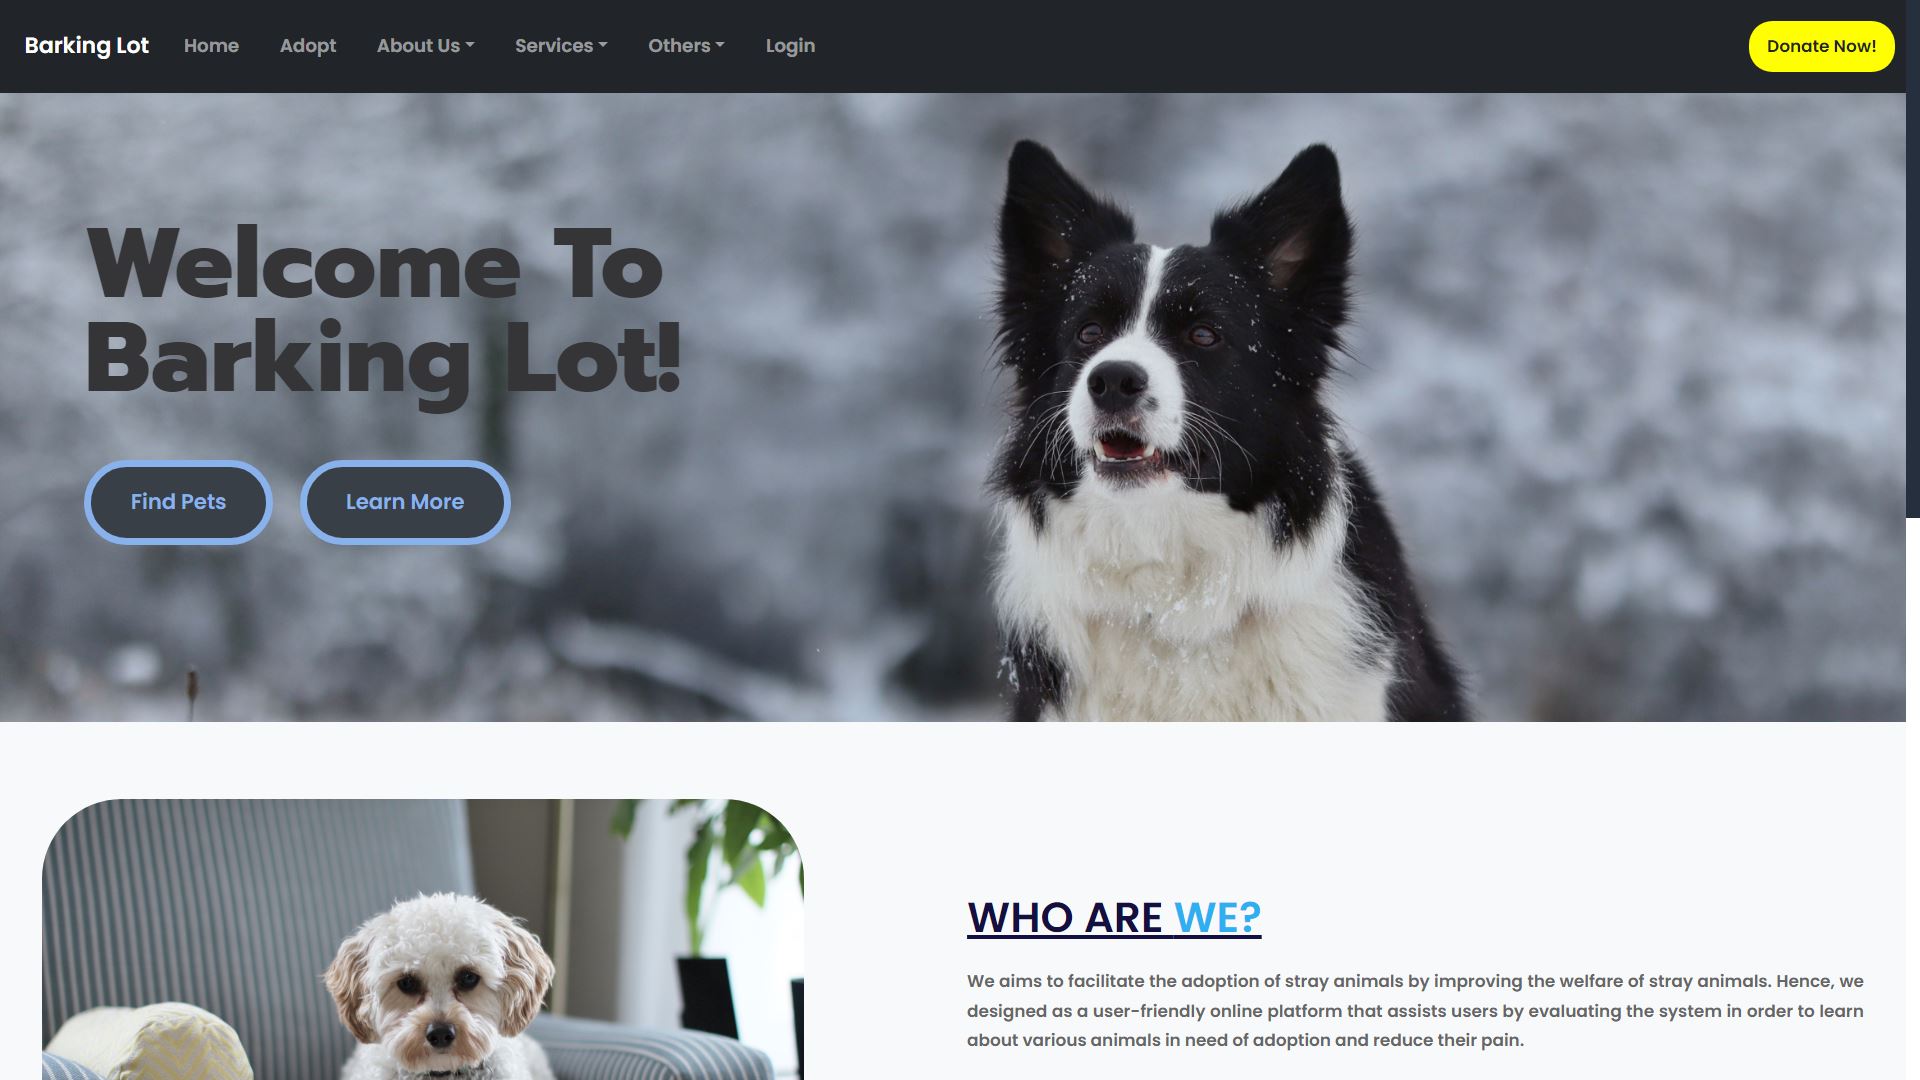 Barking Lot Home Adopt About Us Services Others Login Donate Now!
Welcome To
Barking Lot!
Find Pets Learn More
WHO ARE WE?
We aims to facilitate the adoption of stray animals by improving the welfare of stray animals. Hence, we
designed as a user-friendly online platform that assists users by evaluating the system in order to learn
about various animals in need of adoption and reduce their pain.